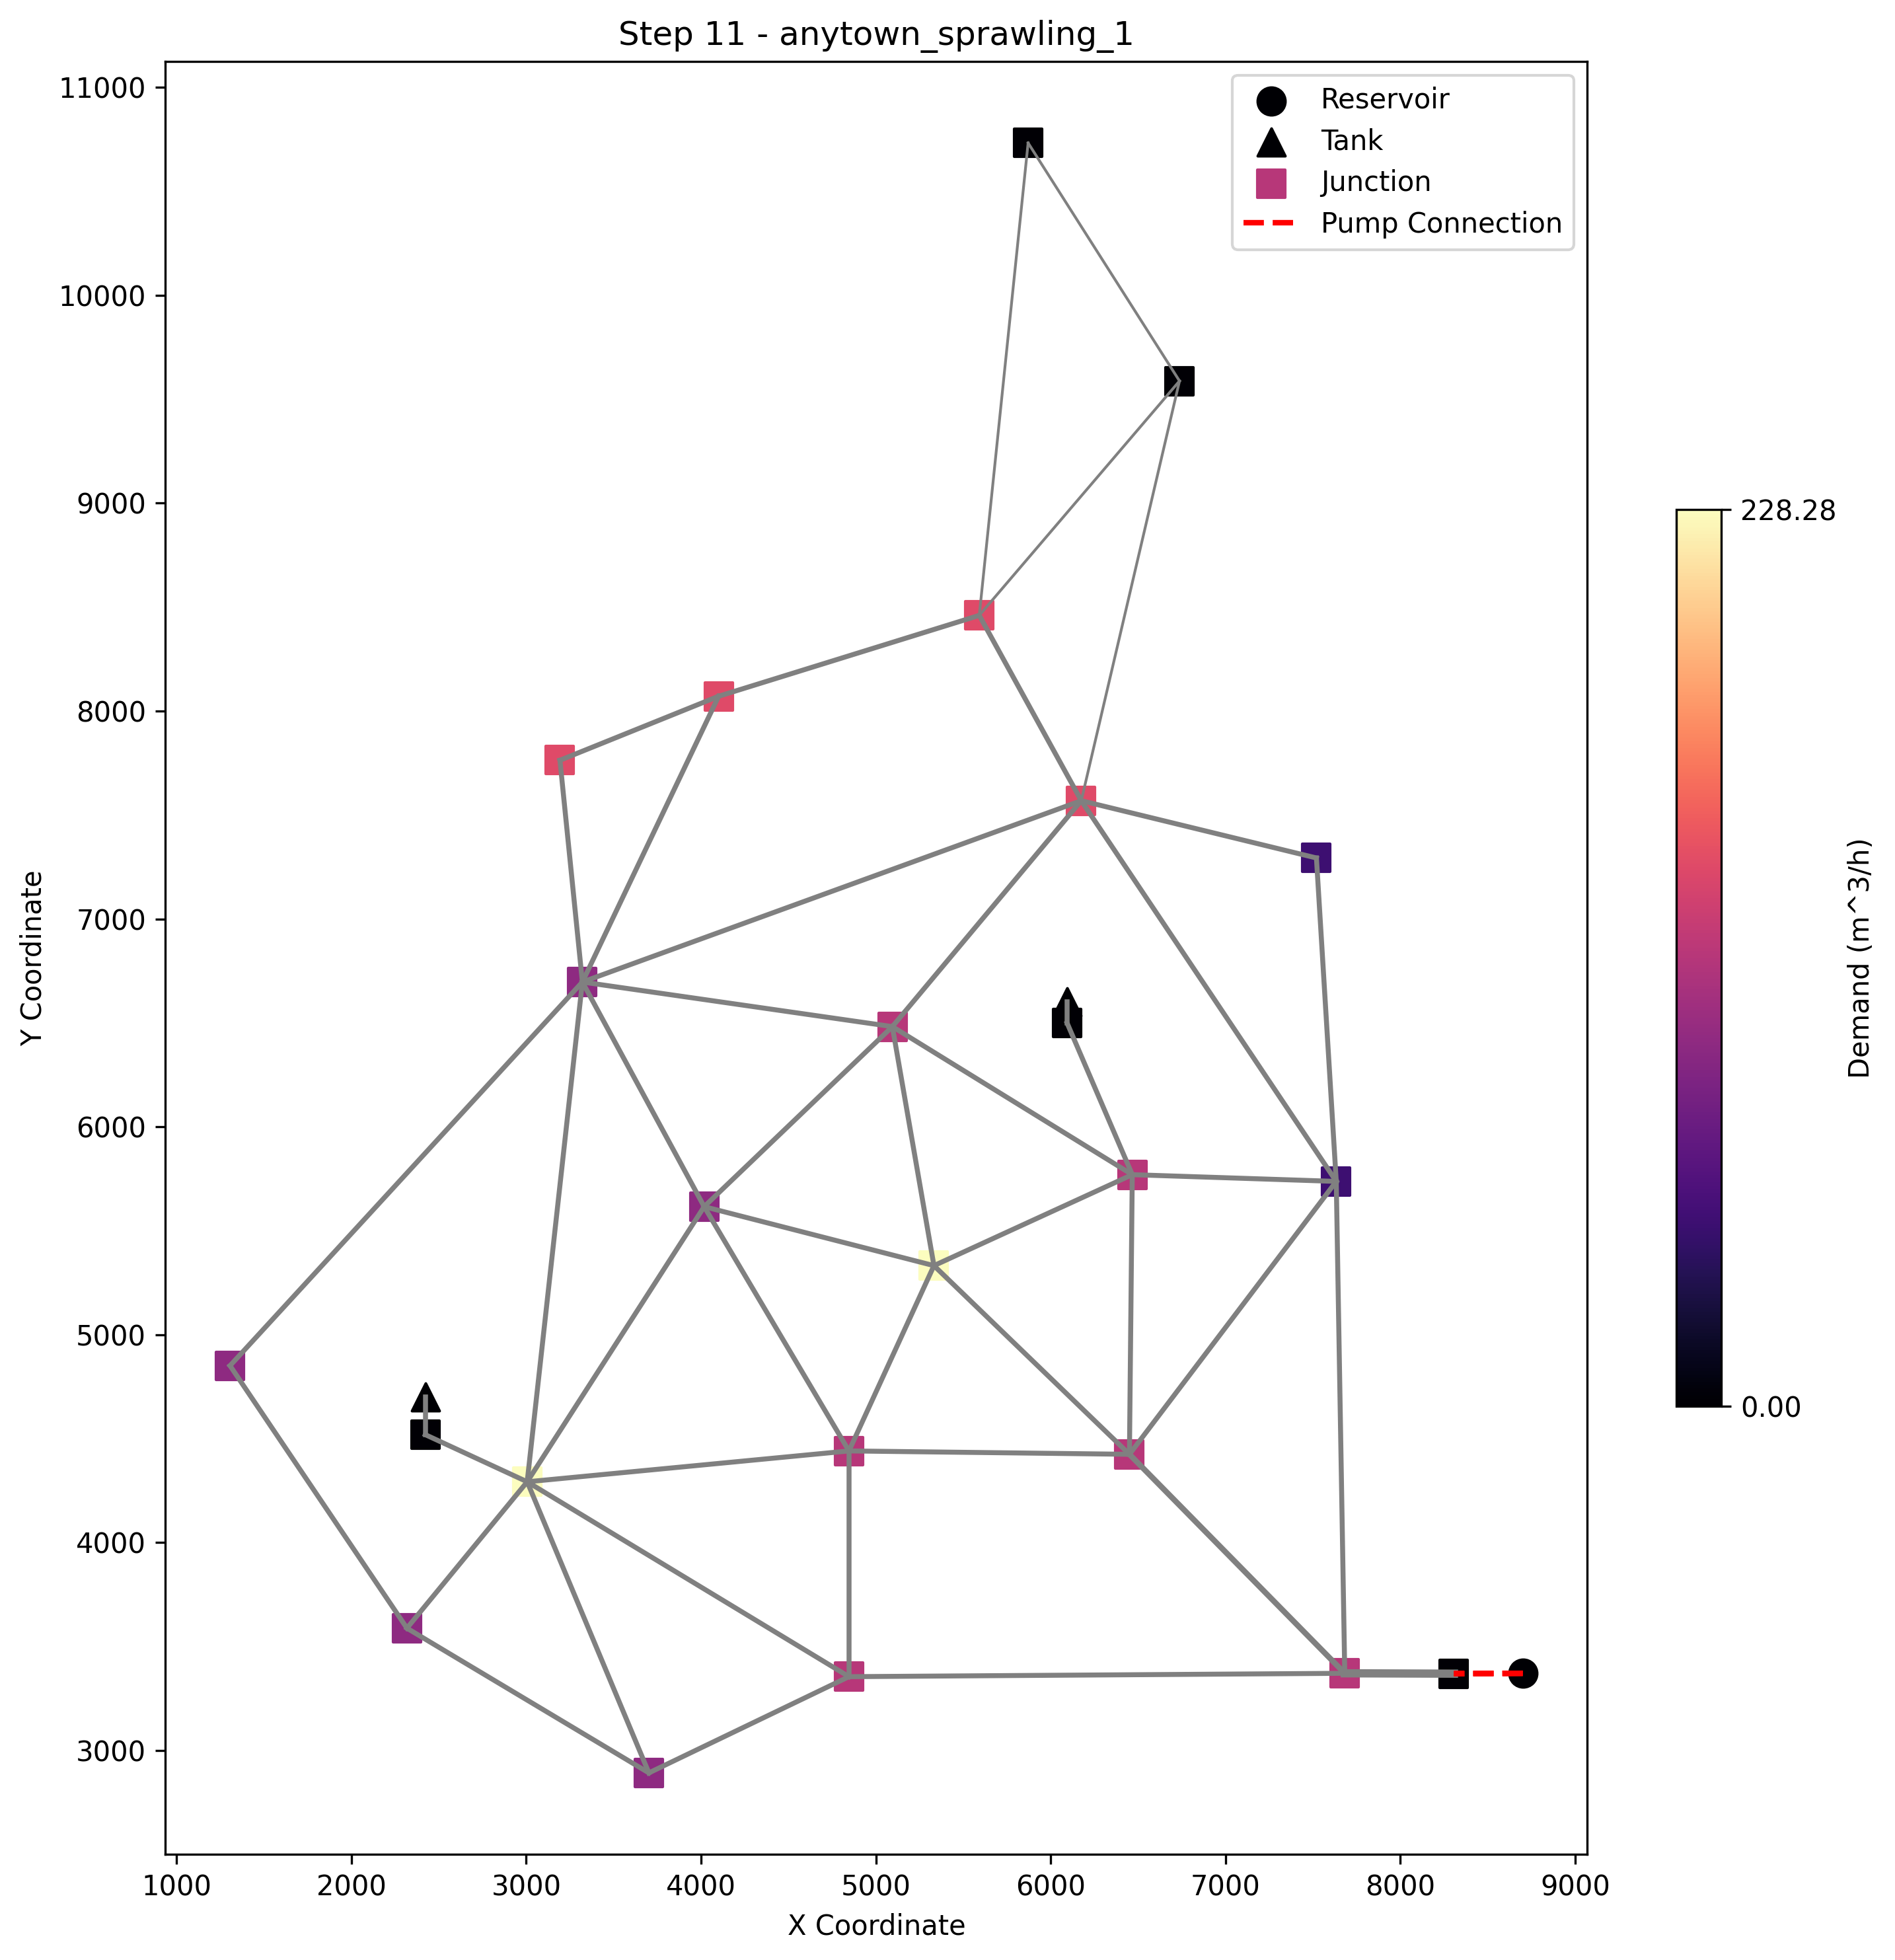 Step 11 - anytown_sprawling_1
Reservoir
Tank
Junction
Pump Connection
11000
10000
9000
8000
7000
6000
5000
4000
3000
Y Coordinate
1000 2000 3000 4000 5000 6000 7000 8000 9000
X Coordinate
228.28
0.00
Demand (m^3/h)